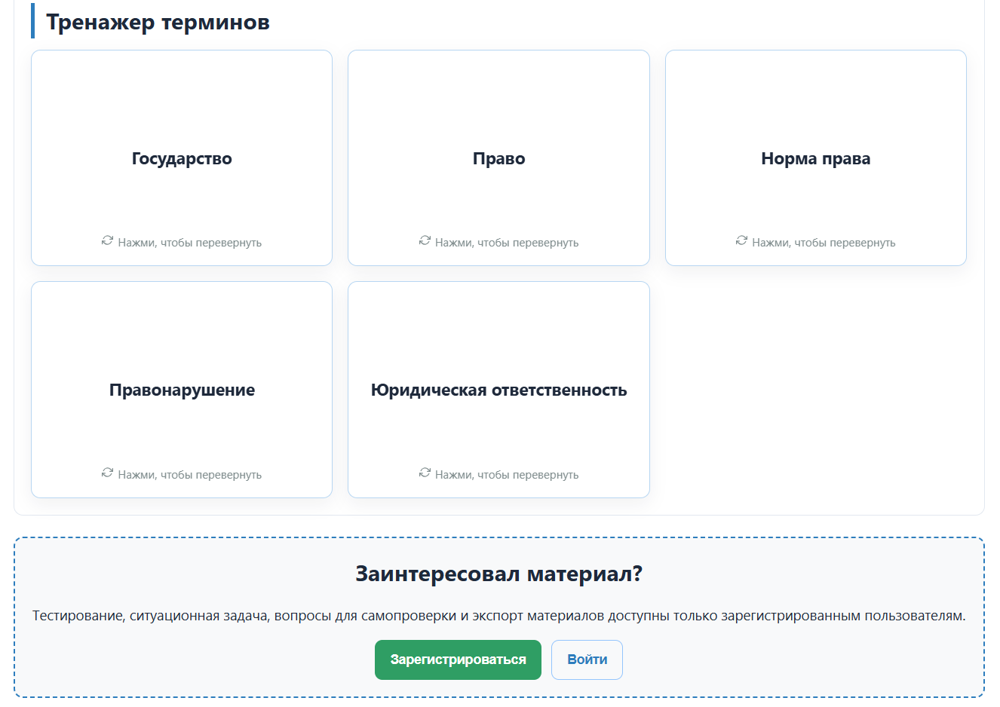 Тренажер терминов
Государство
Нажми, чтобы перевернуть
Право
Нажми, чтобы перевернуть
Норма права
Нажми, чтобы перевернуть
Правонарушение
Нажми, чтобы перевернуть
Юридическая ответственность
Нажми, чтобы перевернуть
Заинтересовал материал?
Тестирование, ситуационная задача, вопросы для самопроверки и экспорт материалов доступны только зарегистрированным пользователям.
Зарегистрироваться
Войти